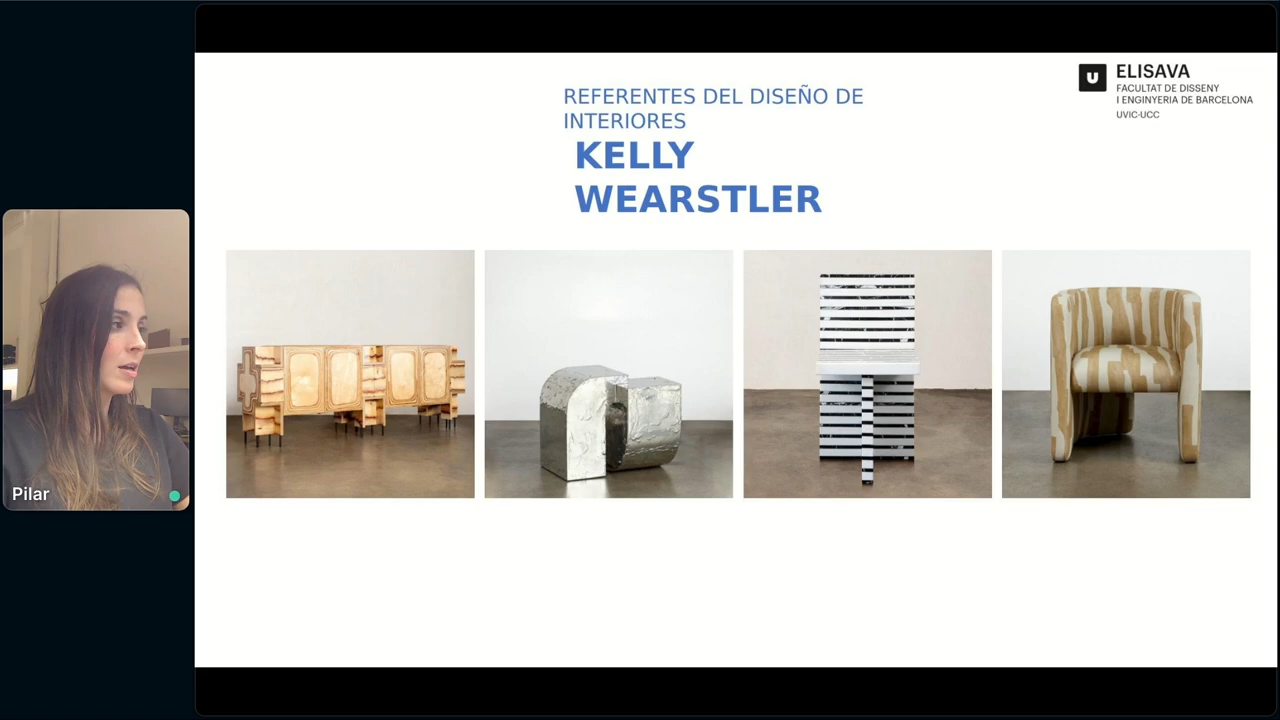 REFERENTES DEL DISEÑO DE
INTERIORES
KELLY
WEARSTLER
U
ELISAVA
FACULTAT DE DISSENY
I ENGINYERIA DE BARCELONA
UVIC-UCC
Pilar